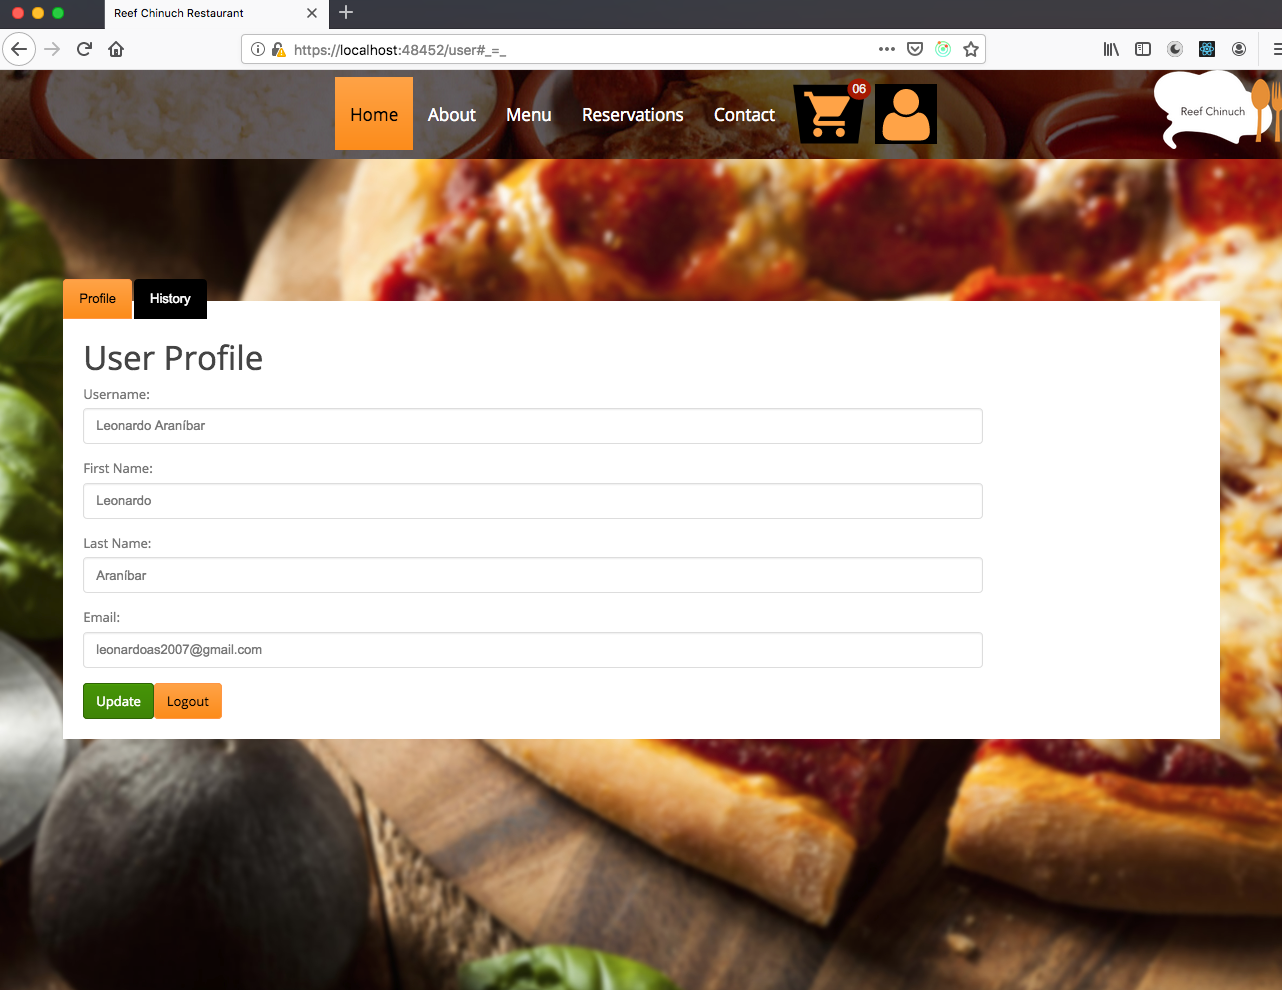 Reef Chinuch Restaurant
https://localhost:48452/user#_=_
Home About Menu Reservations Contact 06
Reef Chinuch
Profile History
User Profile
Username:
Leonardo Araníbar
First Name:
Leonardo
Last Name:
Araníbar
Email:
leonardoas2007@gmail.com
Update Logout